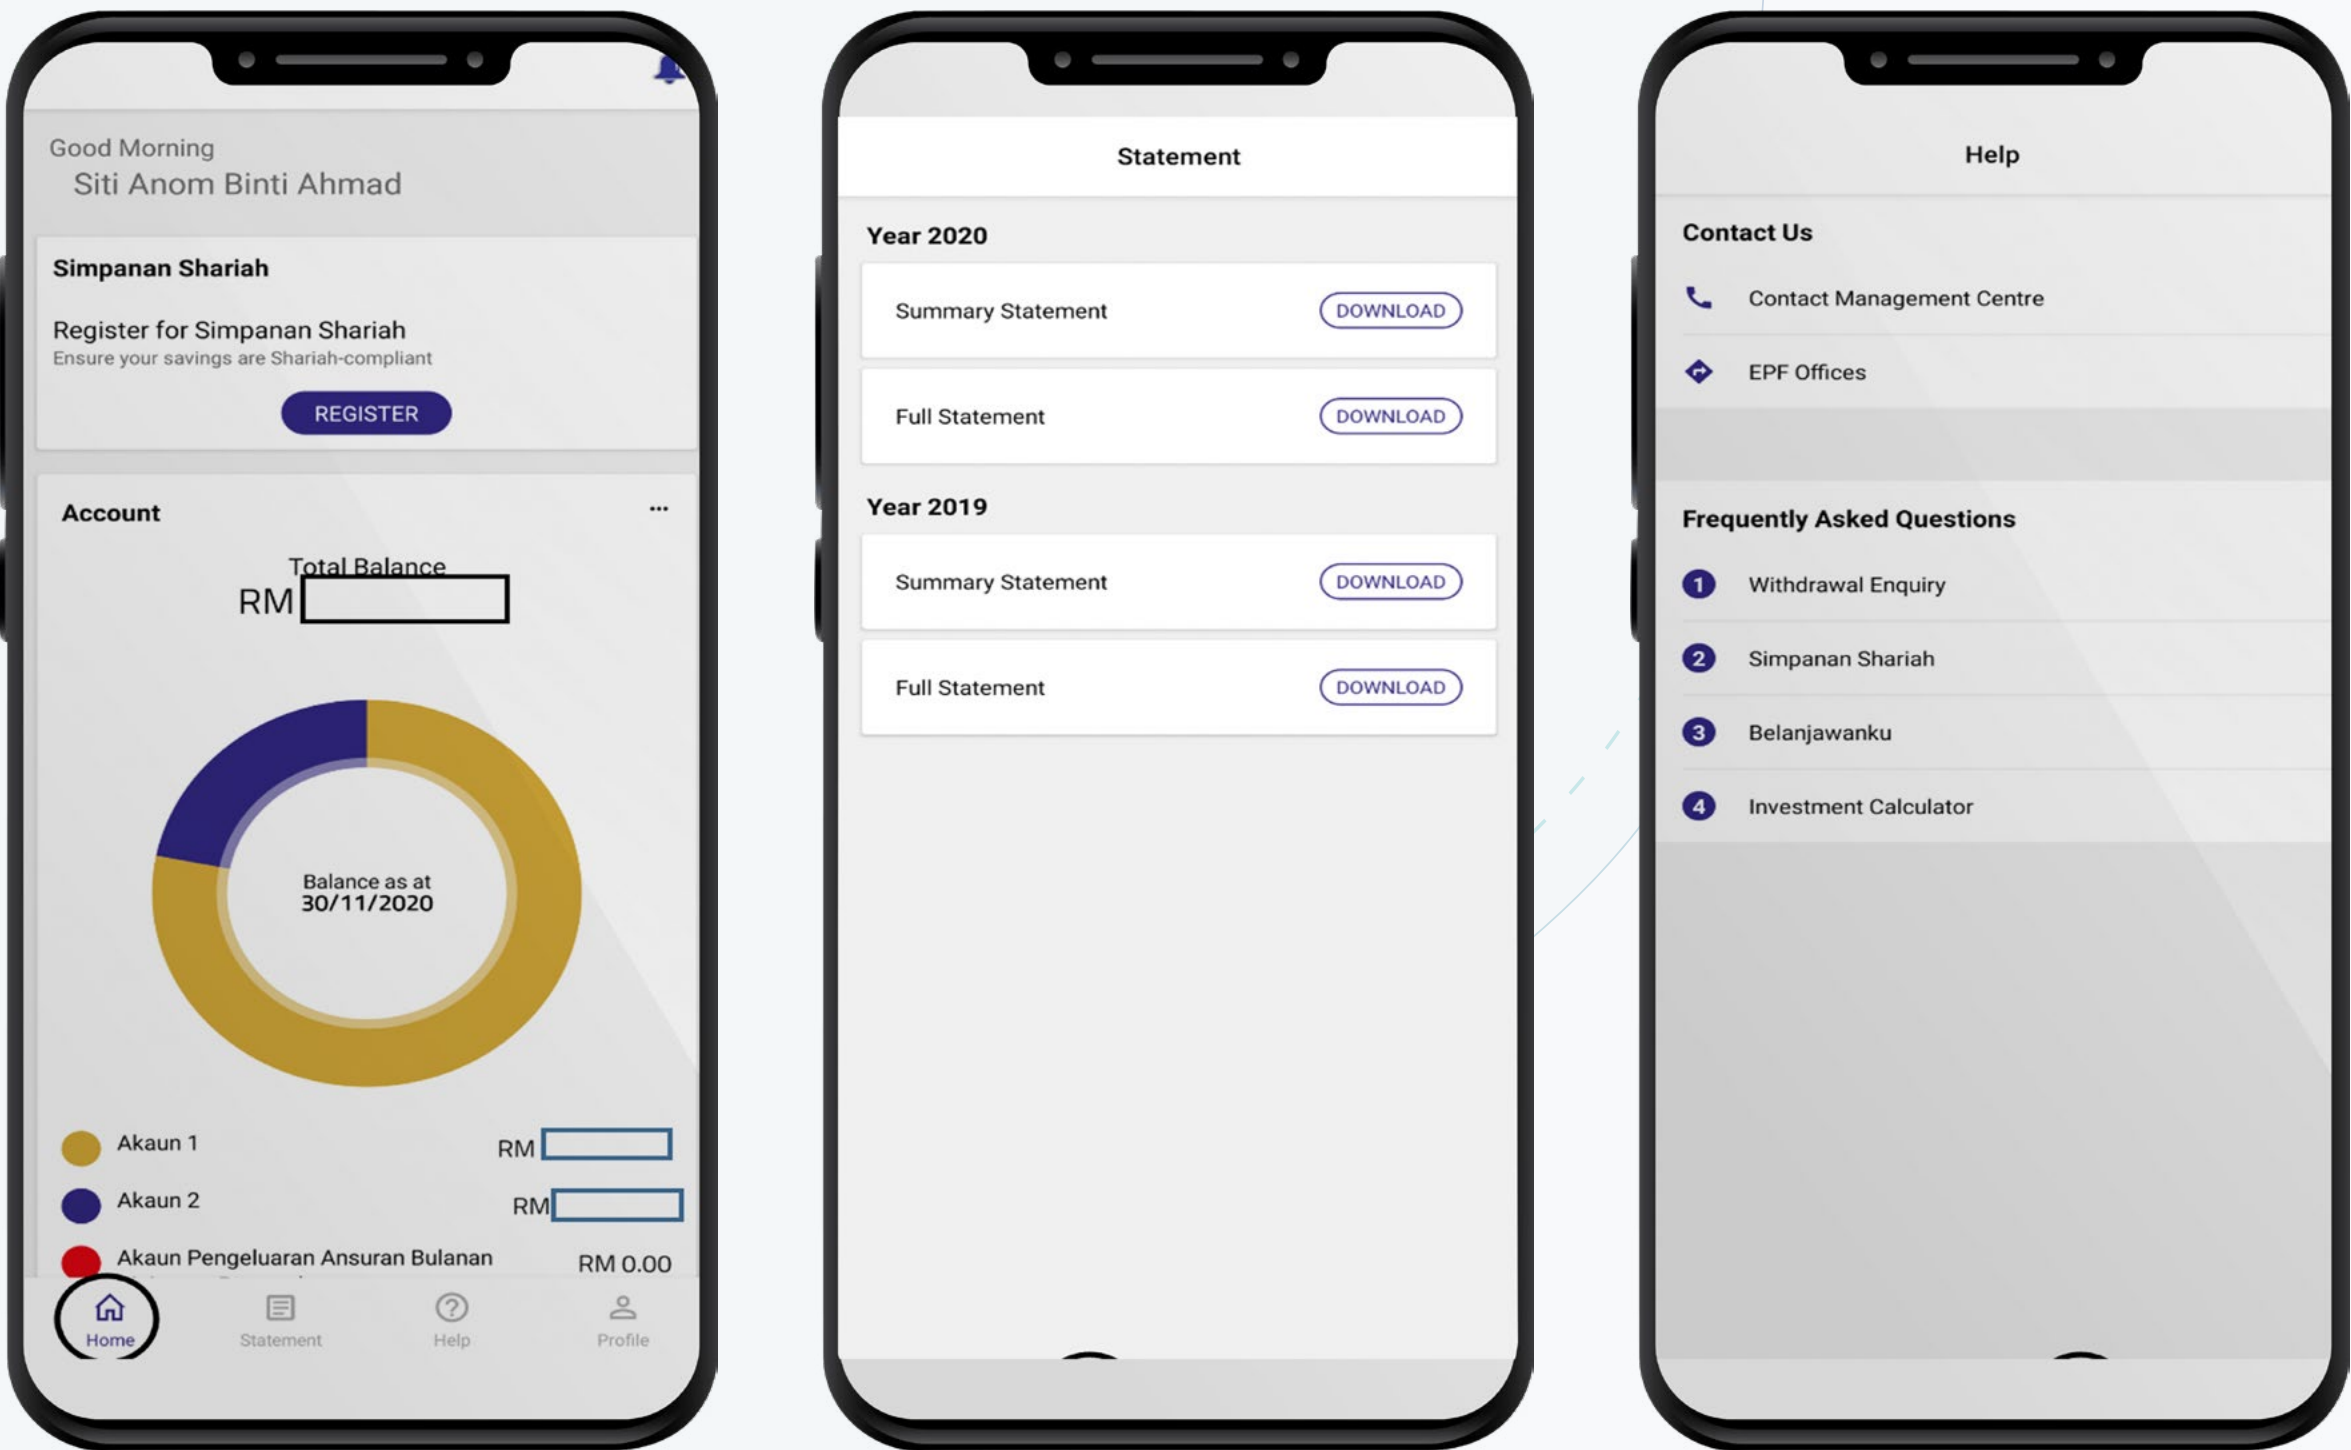 Good Morning
Siti Anom Binti Ahmad
Simpanan Shariah
Register for Simpanan Shariah
Ensure your savings are Shariah-compliant
REGISTER
Account
...
Total Balance
RM
Balance as at
30/11/2020
Akaun 1
RM
Akaun 2
RM
Akaun Pengeluaran Ansuran Bulanan
RM 0.00
Home
Statement
Help
Profile
Statement
Year 2020
Summary Statement
DOWNLOAD
Full Statement
DOWNLOAD
Year 2019
Summary Statement
DOWNLOAD
Full Statement
DOWNLOAD
Help
Contact Us
Contact Management Centre
EPF Offices
Frequently Asked Questions
1 Withdrawal Enquiry
2 Simpanan Shariah
3 Belanjawanku
4 Investment Calculator